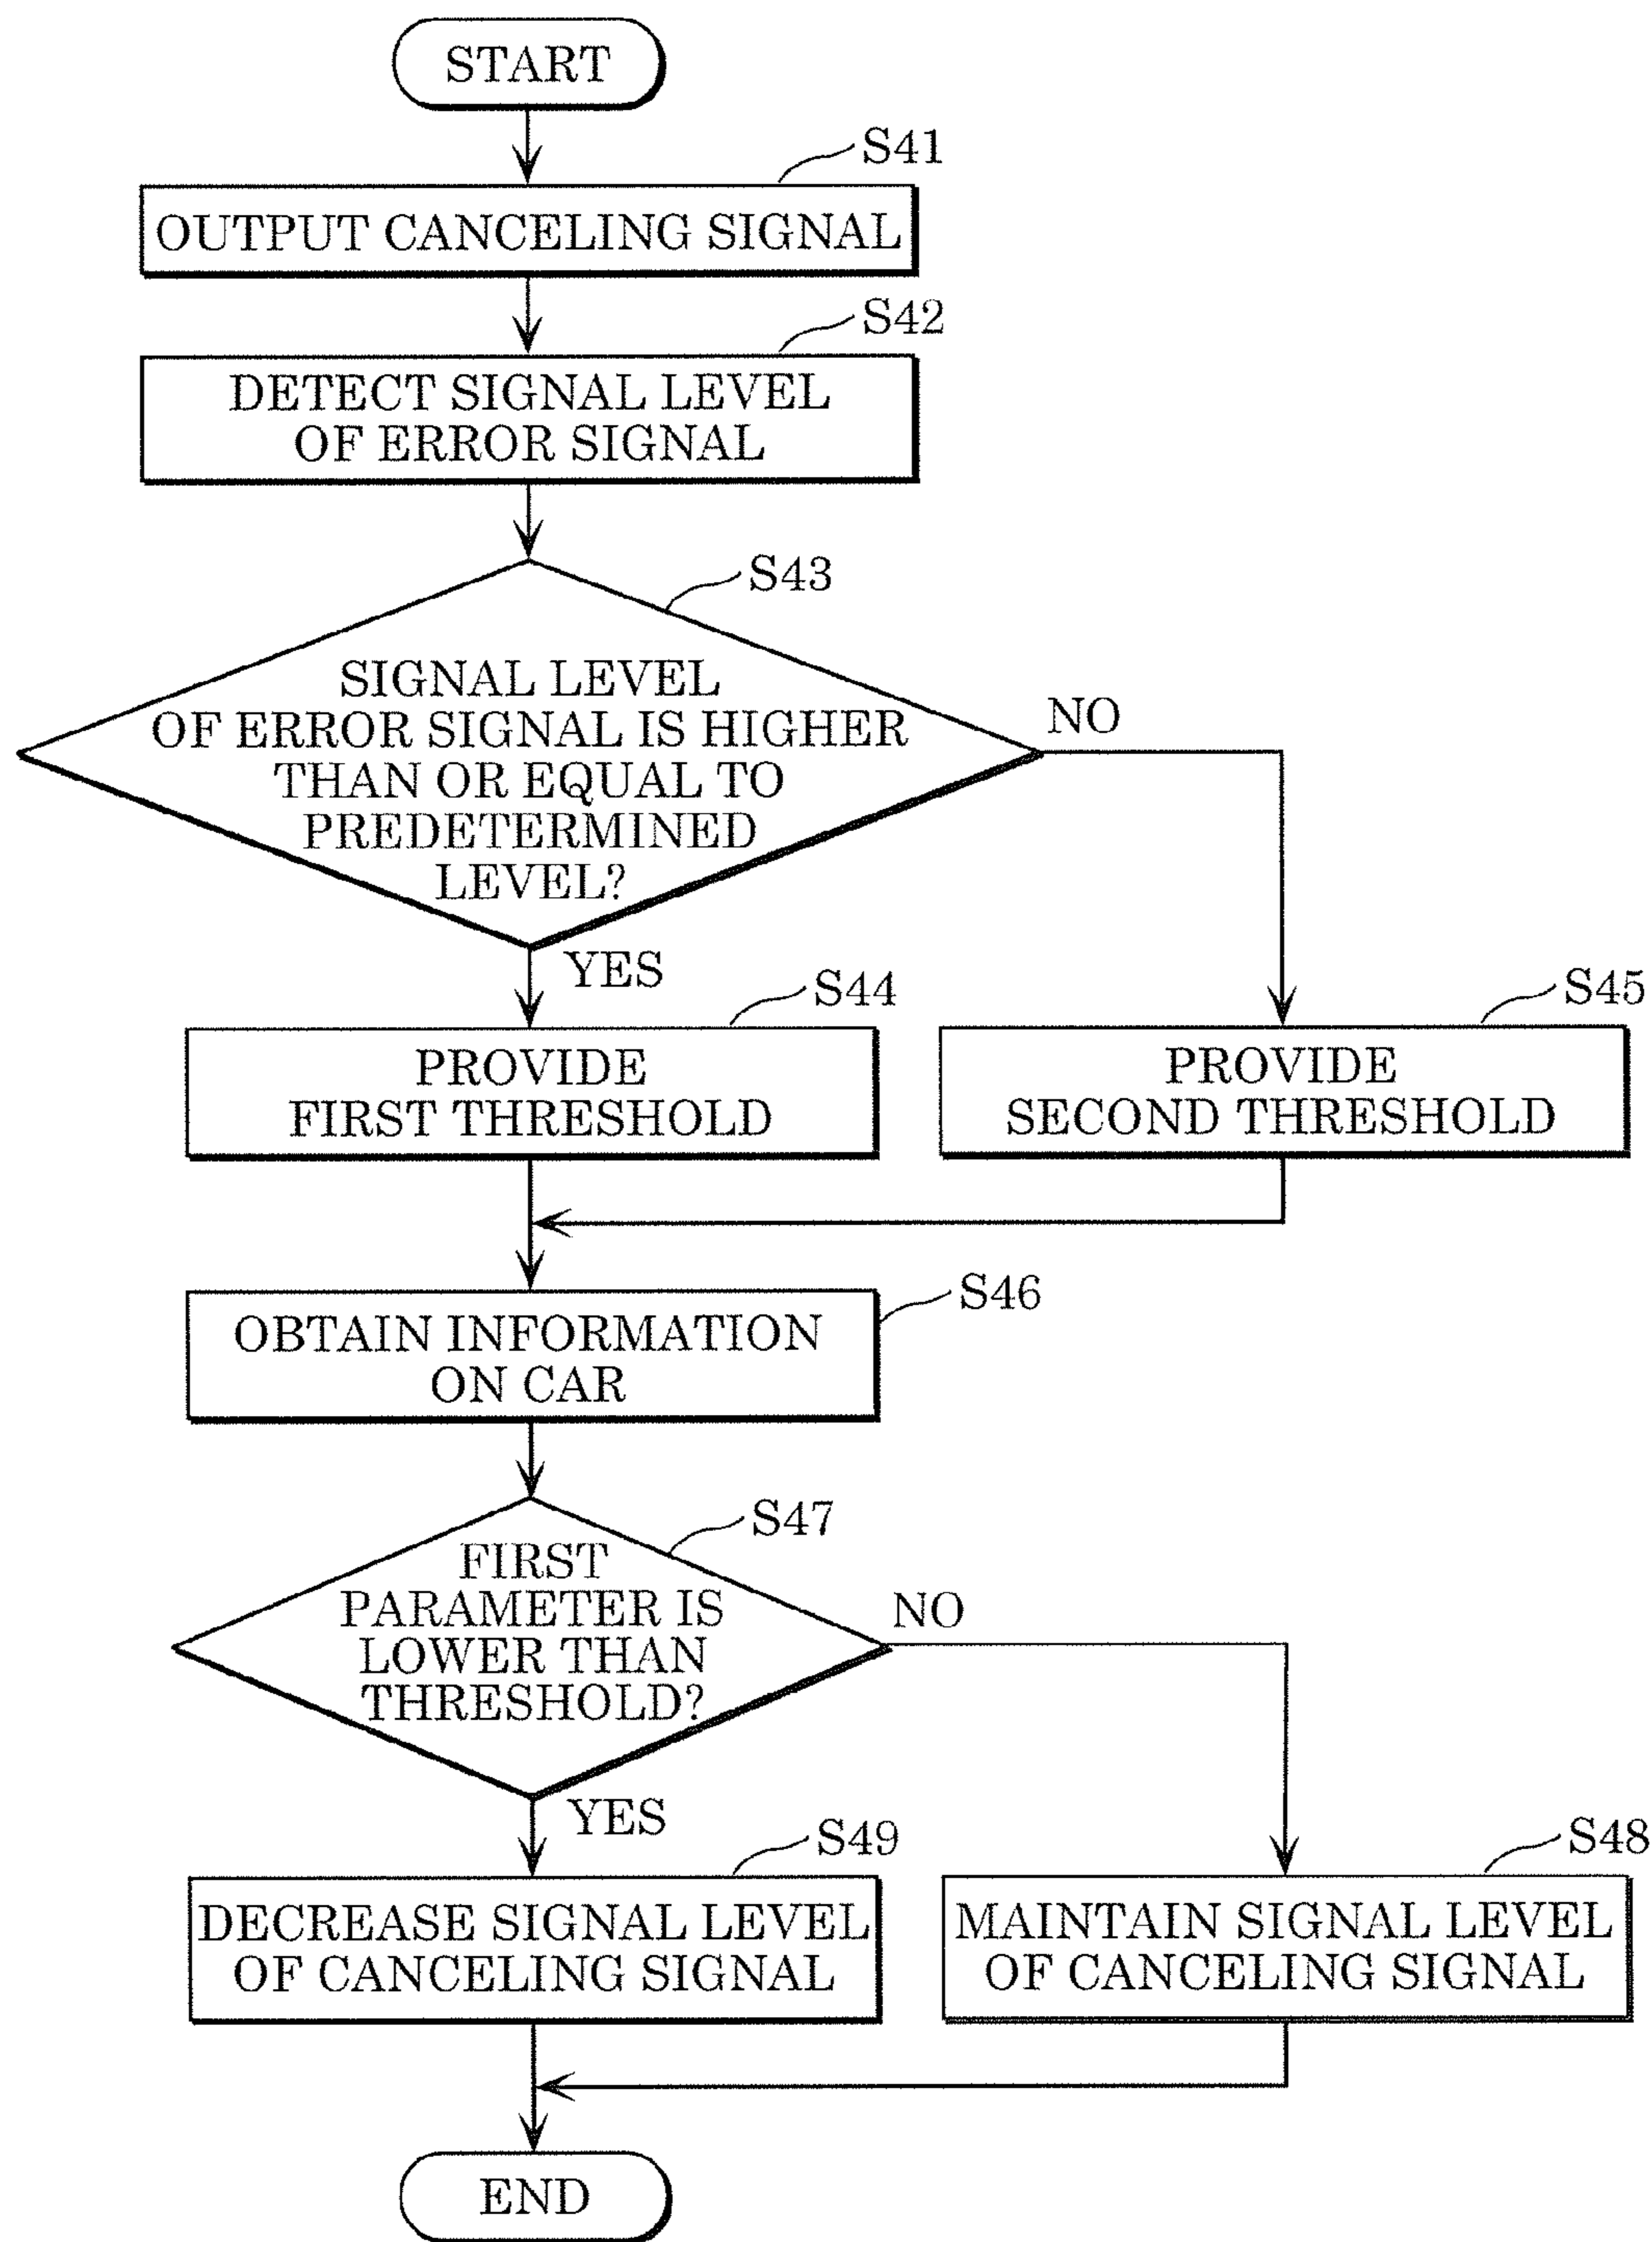 START
S41
OUTPUT CANCELING SIGNAL
S42
DETECT SIGNAL LEVEL
OF ERROR SIGNAL
S43
SIGNAL LEVEL
OF ERROR SIGNAL IS HIGHER
THAN OR EQUAL TO
PREDETERMINED
LEVEL?
NO
YES
S44
PROVIDE
FIRST THRESHOLD
S45
PROVIDE
SECOND THRESHOLD
S46
OBTAIN INFORMATION
ON CAR
S47
FIRST
PARAMETER IS
LOWER THAN
THRESHOLD?
NO
YES
S49
DECREASE SIGNAL LEVEL
OF CANCELING SIGNAL
S48
MAINTAIN SIGNAL LEVEL
OF CANCELING SIGNAL
END